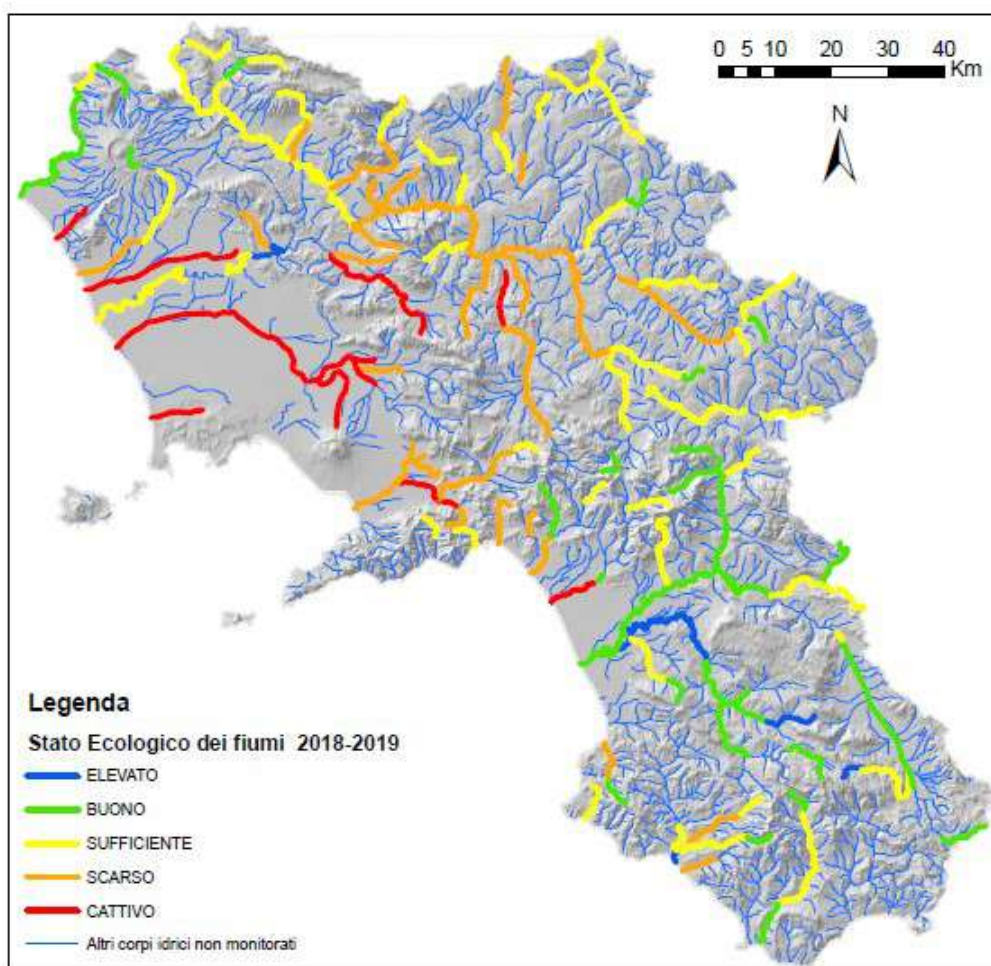 0 5 10 20 30 40
Km
N
Legenda
Stato Ecologico dei fiumi 2018-2019
ELEVATO
BUONO
SUFFICIENTE
SCARSO
CATTIVO
Altri corpi idrici non monitorati